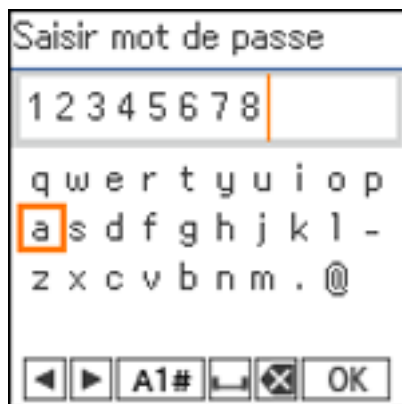 Saisir mot de passe
12345678
q w e r t y u i o p
a s d f g h j k l -
z x c v b n m . @
◀ ▶ A1# ⌴ ⌫ OK